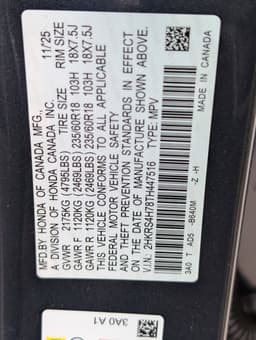 MFD.BY HONDA OF CANADA MFG., 11/25
A DIVISION OF HONDA CANADA INC.
GVWR 2175KG (4795LBS) TIRE SIZE RIM SIZE
GAWR F 1120KG (2469LBS) 235/60R18 103H 18X7.5J
GAWR R 1120KG (2469LBS) 235/60R18 103H 18X7.5J
THIS VEHICLE CONFORMS TO ALL APPLICABLE
FEDERAL MOTOR VEHICLE SAFETY
AND THEFT PREVENTION STANDARDS IN EFFECT
ON THE DATE OF MANUFACTURE SHOWN ABOVE.
V.I.N.: 2HKRS4H78TH447516 TYPE: MPV
3A0 T ADS -B640M -Z -H
MADE IN CANADA
3A0 A1